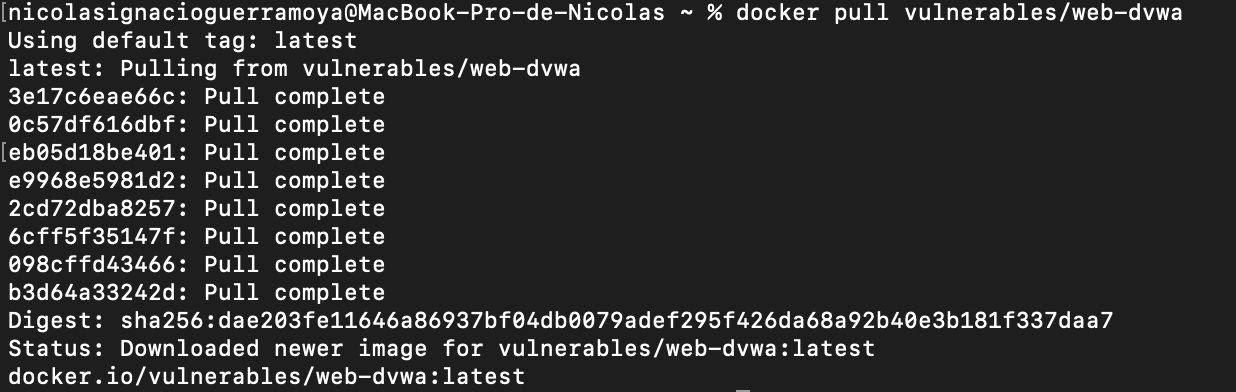 [nicolasignacioguerramoya@MacBook-Pro-de-Nicolas ~ % docker pull vulnerables/web-dvwa
Using default tag: latest
latest: Pulling from vulnerables/web-dvwa
3e17c6eae66c: Pull complete
0c57df616dbf: Pull complete
[eb05d18be401: Pull complete
e9968e5981d2: Pull complete
2cd72dba8257: Pull complete
6cff5f35147f: Pull complete
098cffd43466: Pull complete
b3d64a33242d: Pull complete
Digest: sha256:dae203fe11646a86937bf04db0079adef295f426da68a92b40e3b181f337daa7
Status: Downloaded newer image for vulnerables/web-dvwa:latest
docker.io/vulnerables/web-dvwa:latest